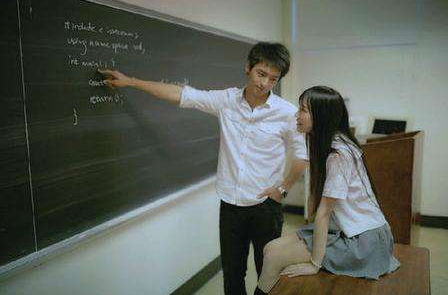 #include <iostream>
using namespace std;
int main() {
return 0;
}